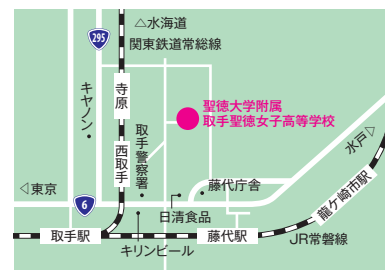 △水海道
関東鉄道常総線
295
キヤノン
寺原
西取手
取手警察署
聖徳大学附属
取手聖徳女子高等学校
水戸▷
藤代庁舎
龍ケ崎市駅
◁東京
6
日清食品
取手駅
キリンビール
藤代駅
JR常磐線